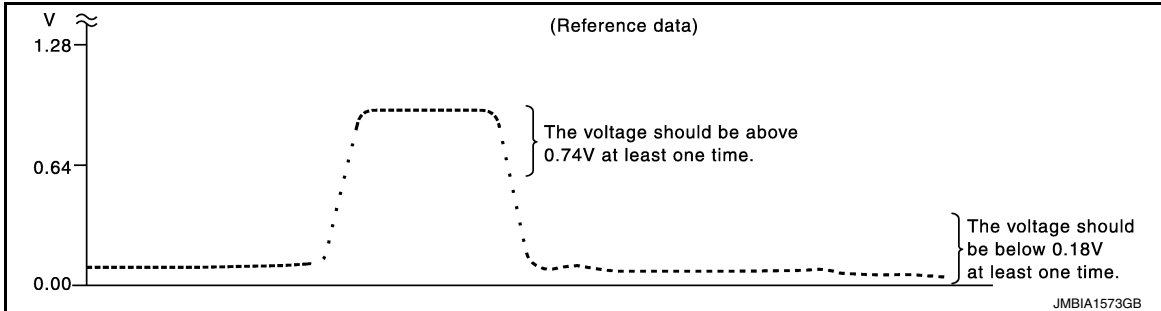 V
(Reference data)
1.28
The voltage should be above
0.74V at least one time.
0.64
The voltage should
be below 0.18V
at least one time.
0.00
JMBIA1573GB